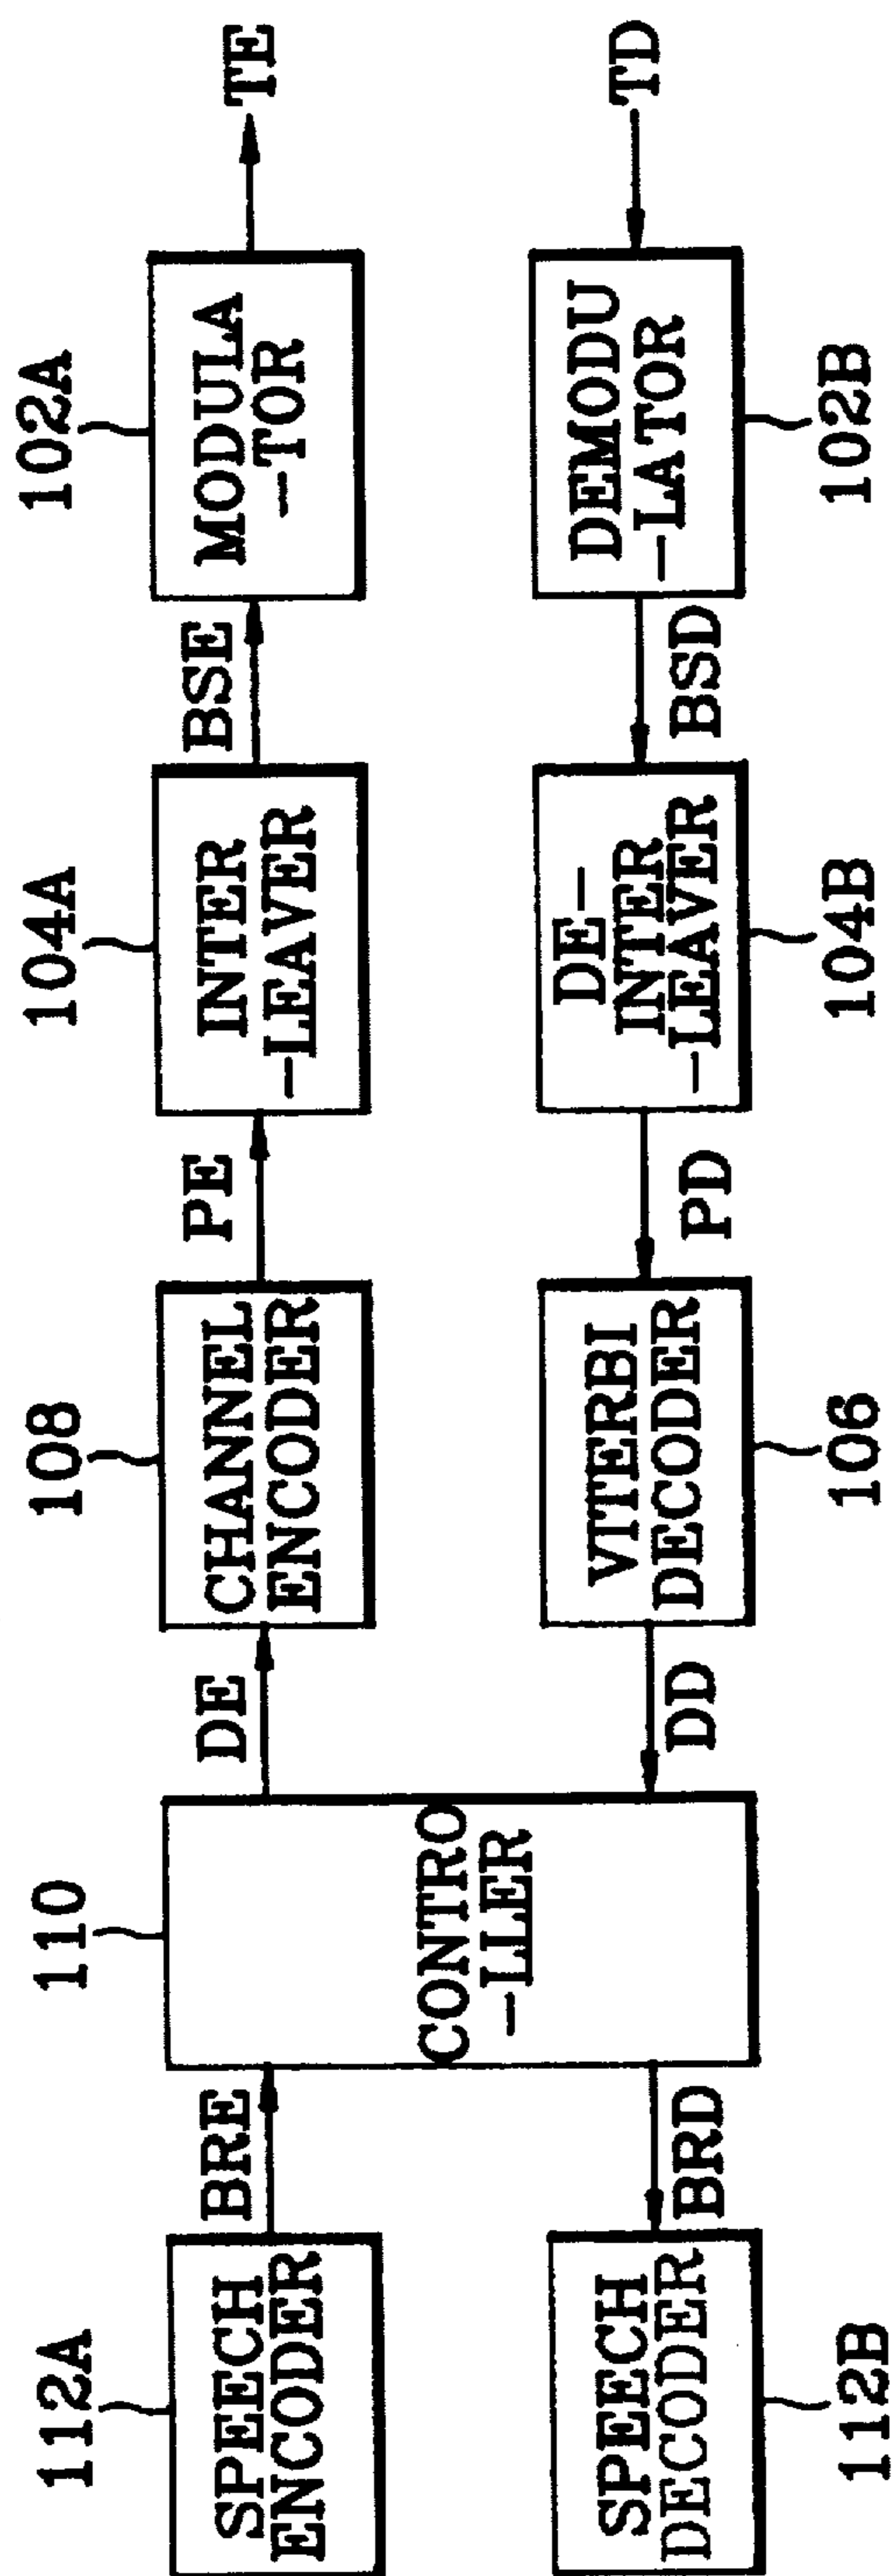 112A
SPEECH
ENCODER
BRE
110
CONTRO
-LLER
DE
108
CHANNEL
ENCODER
PE
104A
INTER
-LEAVER
BSE
102A
MODULA
-TOR
TE
112B
SPEECH
DECODER
BRD
DD
106
VITERBI
DECODER
PD
104B
DE-
INTER
-LEAVER
BSD
102B
DEMODU
-LATOR
TD